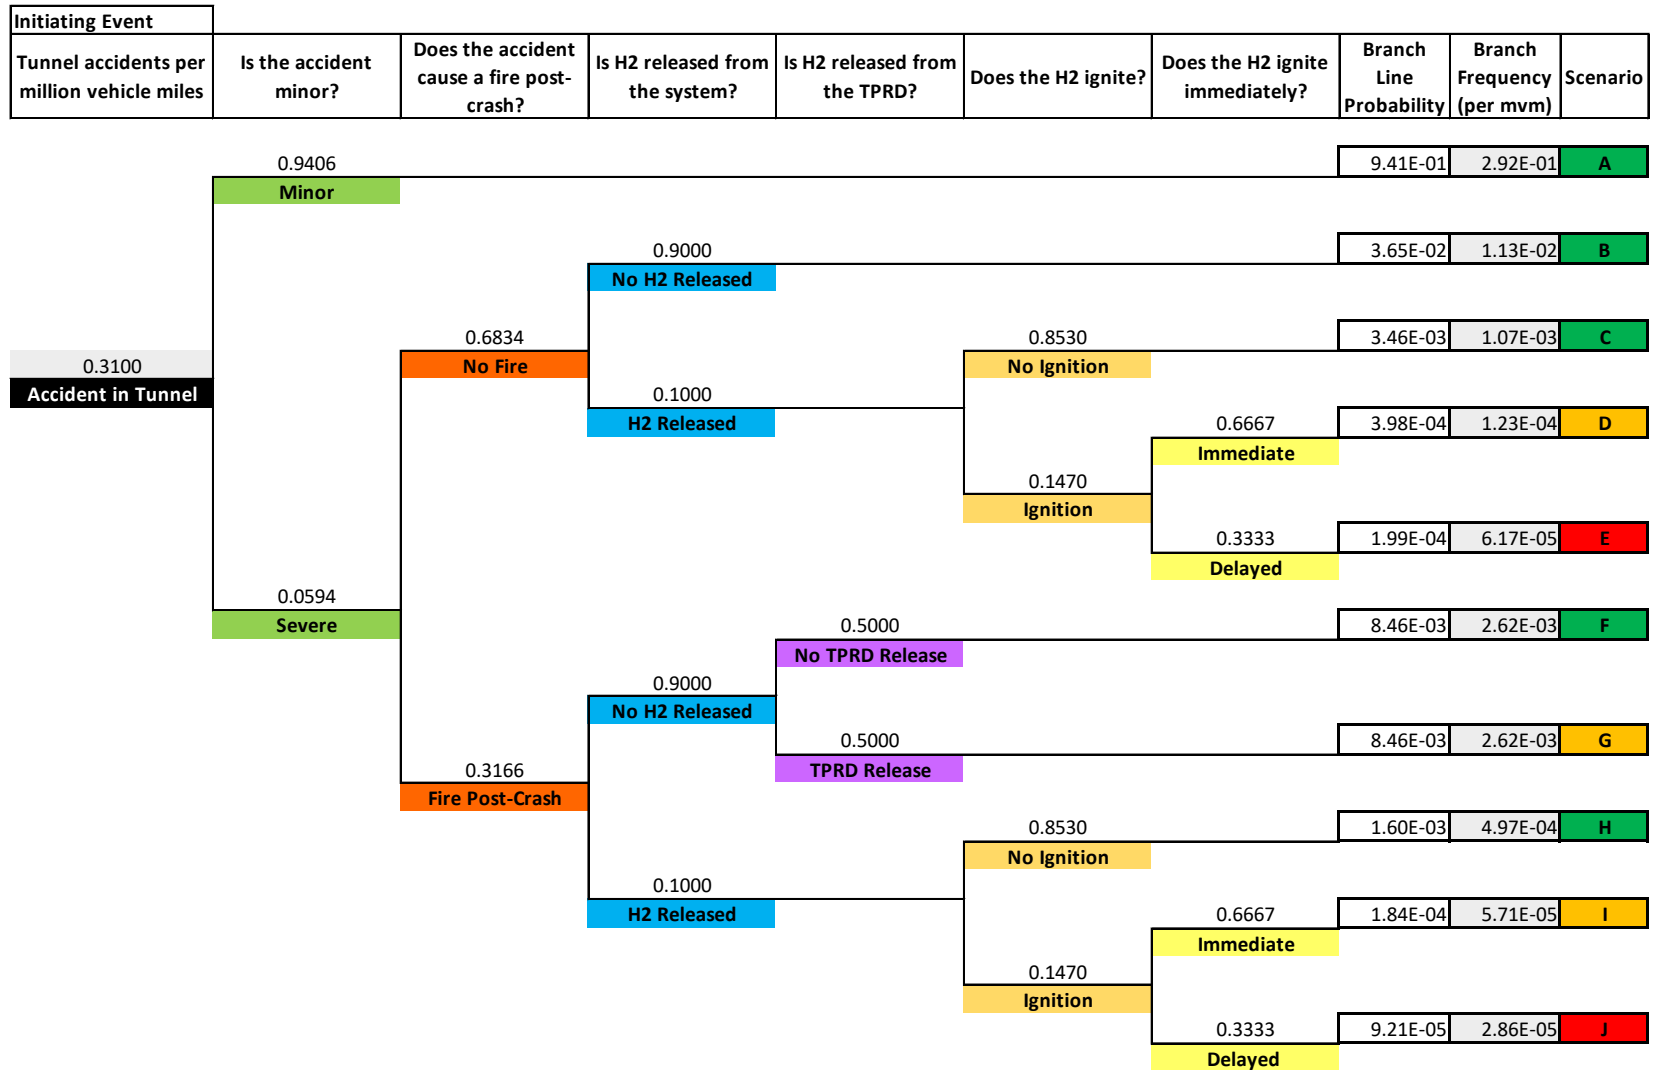 Initiating Event
Tunnel accidents per
million vehicle miles
Is the accident
minor?
Does the accident
cause a fire post-
crash?
Is H2 released from
the system?
Is H2 released from
the TPRD?
Does the H2 ignite?
Does the H2 ignite
immediately?
Branch
Line
Probability
Branch
Frequency
(per mvm)
Scenario
0.9406
Minor
9.41E-01 2.92E-01 A
0.9000
No H2 Released
3.65E-02 1.13E-02 B
0.6834
No Fire
0.8530
No Ignition
3.46E-03 1.07E-03 C
0.3100
Accident in Tunnel
0.1000
H2 Released
0.6667
Immediate
3.98E-04 1.23E-04 D
0.1470
Ignition
0.3333
Delayed
1.99E-04 6.17E-05 E
0.0594
Severe
0.5000
No TPRD Release
8.46E-03 2.62E-03 F
0.9000
No H2 Released
0.5000
TPRD Release
8.46E-03 2.62E-03 G
0.3166
Fire Post-Crash
0.8530
No Ignition
1.60E-03 4.97E-04 H
0.1000
H2 Released
0.6667
Immediate
1.84E-04 5.71E-05 I
0.1470
Ignition
0.3333
Delayed
9.21E-05 2.86E-05 J